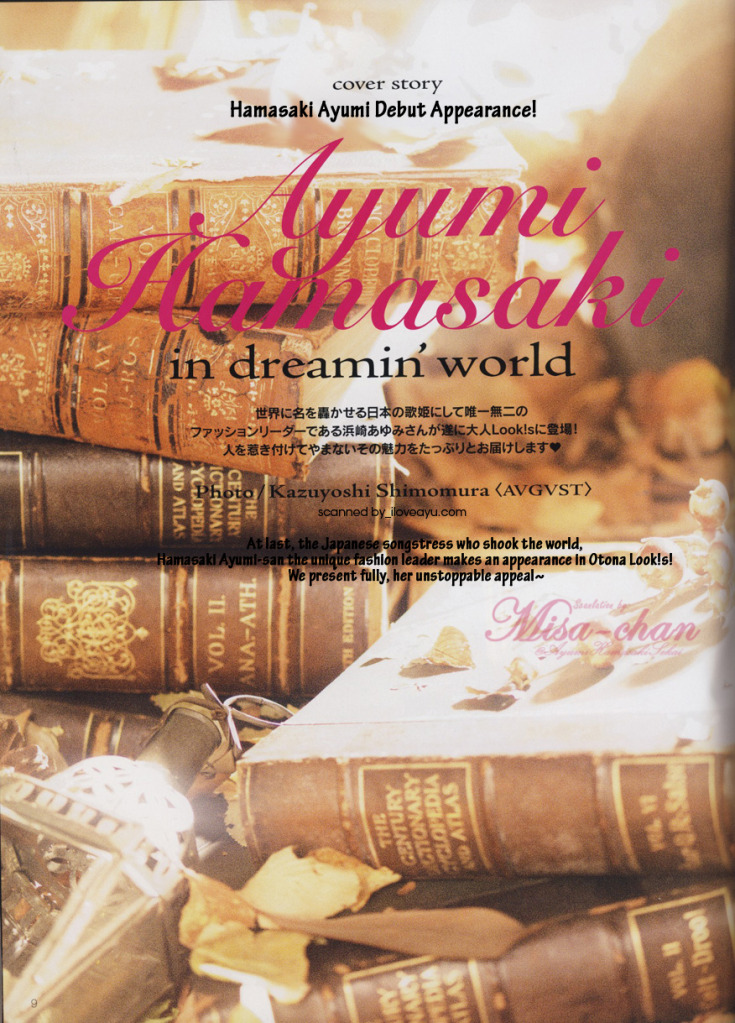 cover story
Hamasaki Ayumi Debut Appearance!
Ayumi
Hamasaki
in dreamin' world
世界に名を轟かせる日本の歌姫にして唯一無二の
ファッションリーダーである浜崎あゆみさんが遂に大人Look!sに登場!
人を惹き付けてやまないその魅力をたっぷりとお届けします♥
Photo/Kazuyoshi Shimomura〈AVGVST〉
scanned by_iloveayu.com
At last, the Japanese songstress who shook the world,
Hamasaki Ayumi-san the unique fashion leader makes an appearance in Otona Look!s!
We present fully, her unstoppable appeal~
Misa-chan
THE
CENTURY
AND ATLAS
VOL. II.
ANA-ATH.
TH EDITION
THE
CENTURY
DICTIONARY
CYCLOPEDIA
AND ATLAS
VOL. VI
VOL. II
9